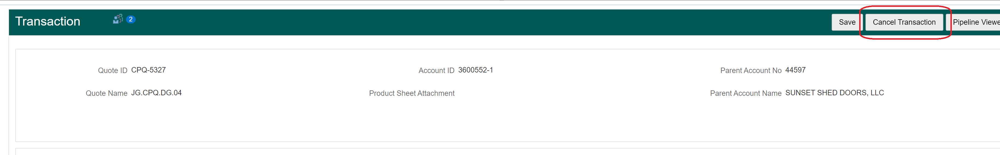 Transaction 2 Save Cancel Transaction Pipeline Viewe
Quote ID CPQ-5327 Account ID 3600552-1 Parent Account No 44597
Quote Name JG.CPQ.DG.04 Product Sheet Attachment Parent Account Name SUNSET SHED DOORS, LLC